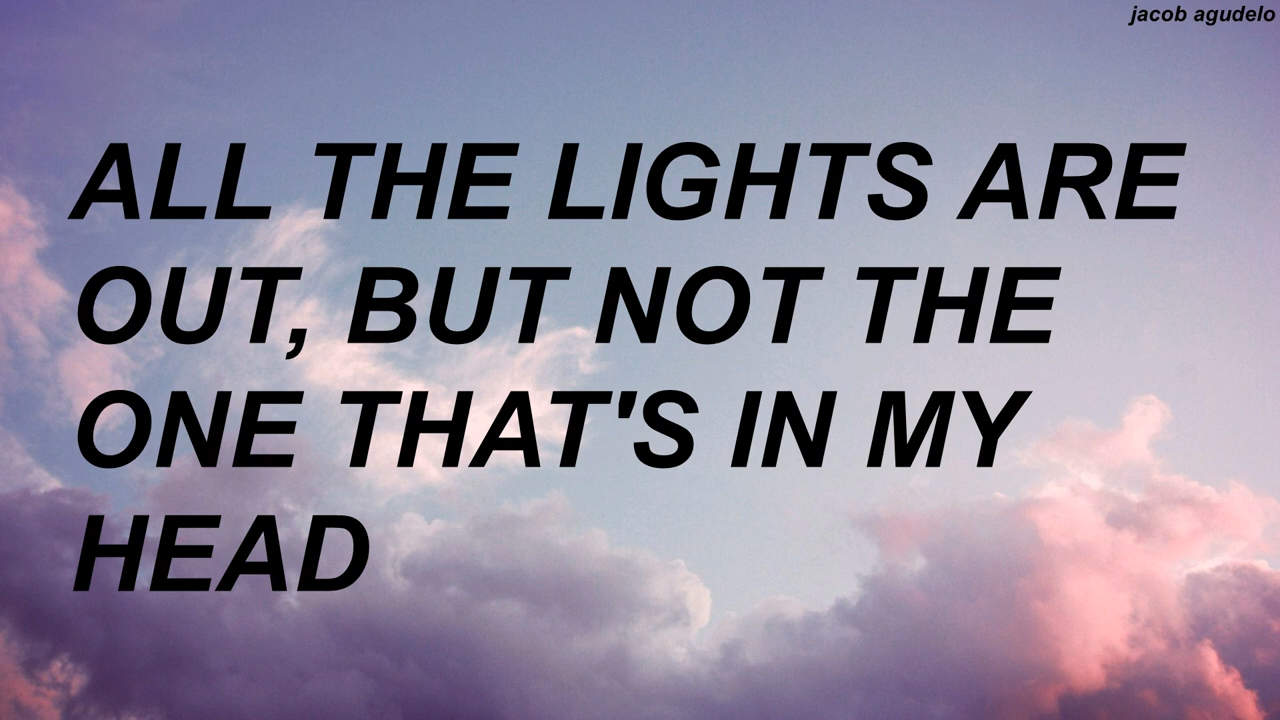 jacob agudelo
ALL THE LIGHTS ARE
OUT, BUT NOT THE
ONE THAT'S IN MY
HEAD